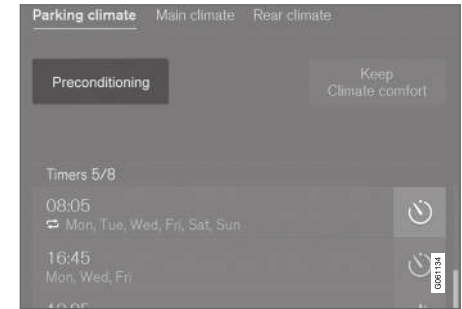 Parking climate Main climate Rear climate
Preconditioning
Keep
Climate comfort
Timers 5/8
08:05
Mon, Tue, Wed, Fri, Sat, Sun
16:45
Mon, Wed, Fri
G061134